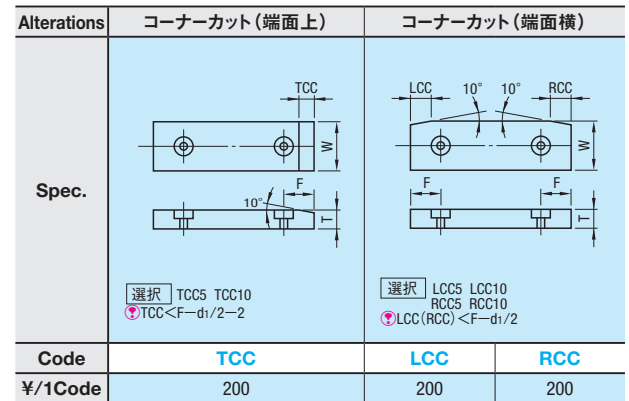 Alterations コーナーカット(端面上) コーナーカット(端面横)
Spec.
TCC
W
F
10°
T
選択 TCC5 TCC10
TCC<F−d1/2−2
LCC 10° 10° RCC
W
F F
T
選択 LCC5 LCC10
RCC5 RCC10
LCC(RCC)<F−d1/2
Code TCC LCC RCC
¥/1Code 200 200 200